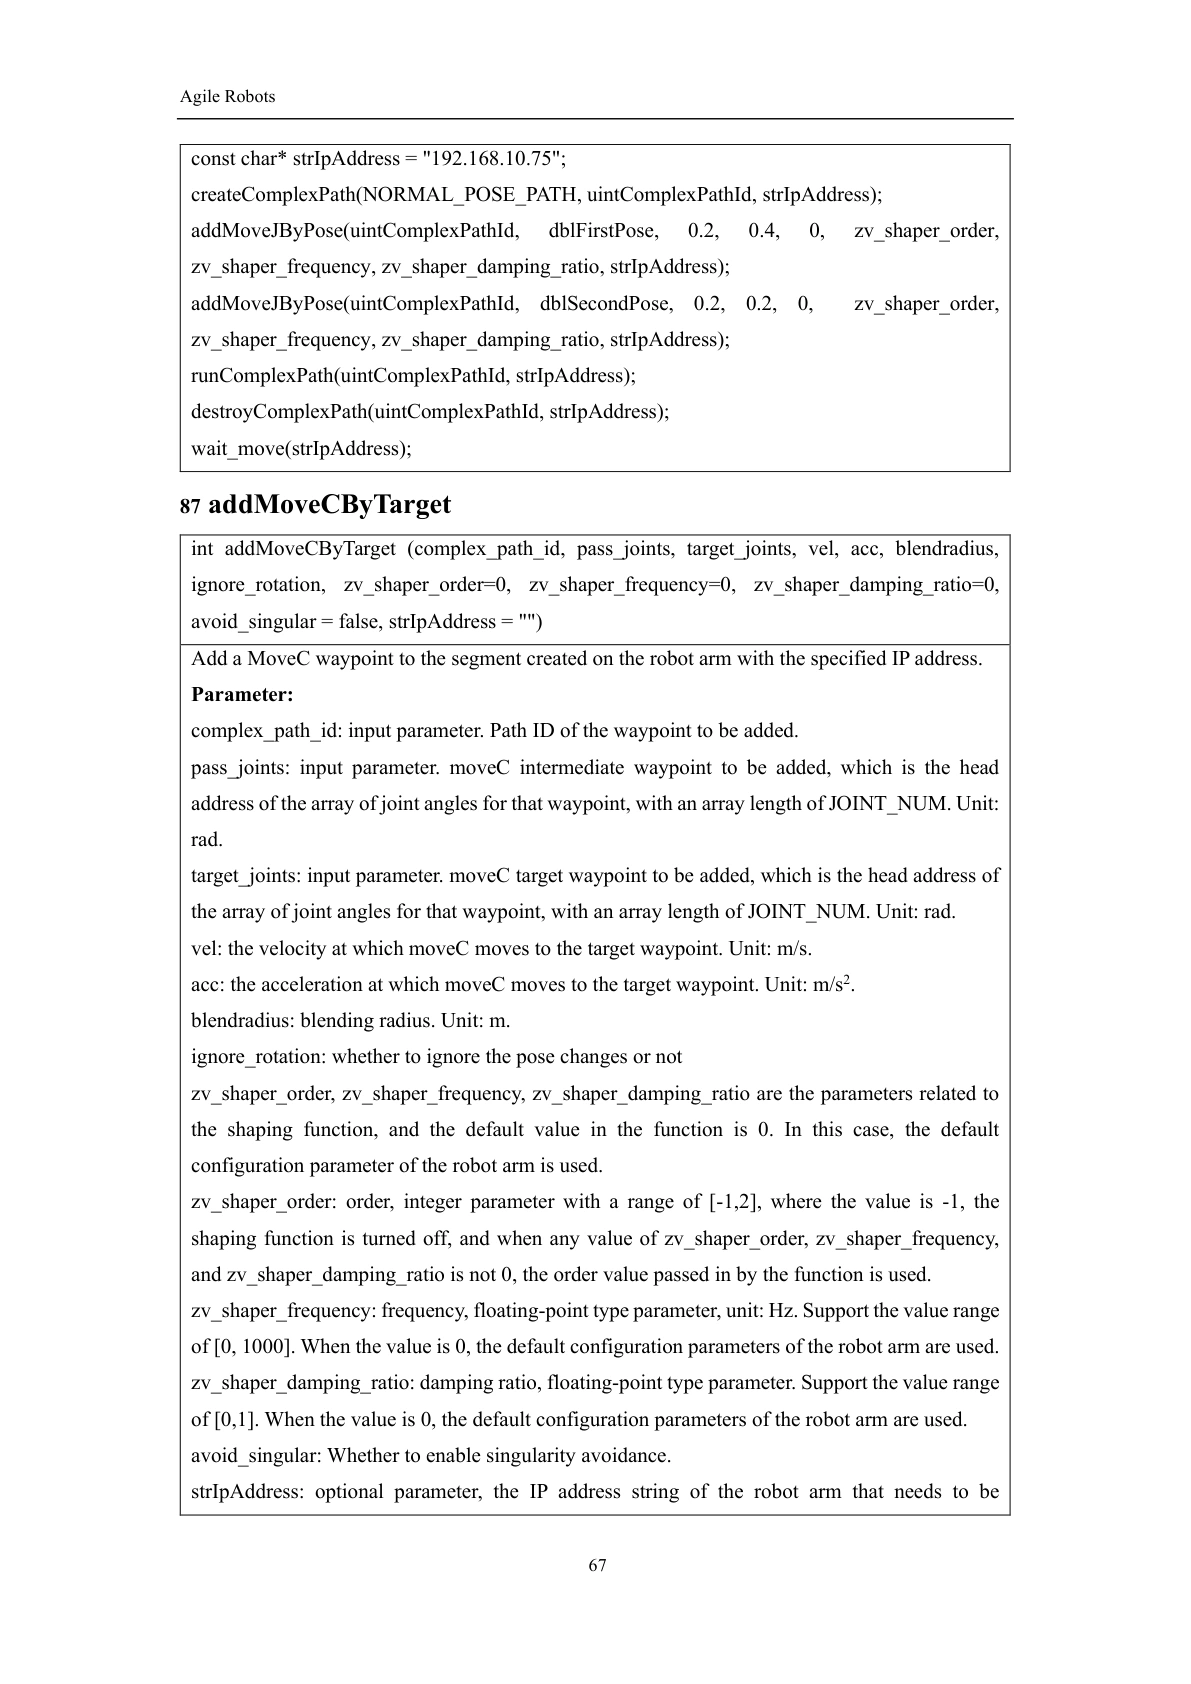 Agile Robots
const char* strIpAddress = "192.168.10.75";
createComplexPath(NORMAL_POSE_PATH, uintComplexPathId, strIpAddress);
addMoveJByPose(uintComplexPathId, dblFirstPose, 0.2, 0.4, 0, zv_shaper_order,
zv_shaper_frequency, zv_shaper_damping_ratio, strIpAddress);
addMoveJByPose(uintComplexPathId, dblSecondPose, 0.2, 0.2, 0, zv_shaper_order,
zv_shaper_frequency, zv_shaper_damping_ratio, strIpAddress);
runComplexPath(uintComplexPathId, strIpAddress);
destroyComplexPath(uintComplexPathId, strIpAddress);
wait_move(strIpAddress);
87 addMoveCByTarget
int addMoveCByTarget (complex_path_id, pass_joints, target_joints, vel, acc, blendradius,
ignore_rotation, zv_shaper_order=0, zv_shaper_frequency=0, zv_shaper_damping_ratio=0,
avoid_singular = false, strIpAddress = "")
Add a MoveC waypoint to the segment created on the robot arm with the specified IP address.
Parameter:
complex_path_id: input parameter. Path ID of the waypoint to be added.
pass_joints: input parameter. moveC intermediate waypoint to be added, which is the head
address of the array of joint angles for that waypoint, with an array length of JOINT_NUM. Unit:
rad.
target_joints: input parameter. moveC target waypoint to be added, which is the head address of
the array of joint angles for that waypoint, with an array length of JOINT_NUM. Unit: rad.
vel: the velocity at which moveC moves to the target waypoint. Unit: m/s.
acc: the acceleration at which moveC moves to the target waypoint. Unit: m/s².
blendradius: blending radius. Unit: m.
ignore_rotation: whether to ignore the pose changes or not
zv_shaper_order, zv_shaper_frequency, zv_shaper_damping_ratio are the parameters related to
the shaping function, and the default value in the function is 0. In this case, the default
configuration parameter of the robot arm is used.
zv_shaper_order: order, integer parameter with a range of [-1,2], where the value is -1, the
shaping function is turned off, and when any value of zv_shaper_order, zv_shaper_frequency,
and zv_shaper_damping_ratio is not 0, the order value passed in by the function is used.
zv_shaper_frequency: frequency, floating-point type parameter, unit: Hz. Support the value range
of [0, 1000]. When the value is 0, the default configuration parameters of the robot arm are used.
zv_shaper_damping_ratio: damping ratio, floating-point type parameter. Support the value range
of [0,1]. When the value is 0, the default configuration parameters of the robot arm are used.
avoid_singular: Whether to enable singularity avoidance.
strIpAddress: optional parameter, the IP address string of the robot arm that needs to be
67